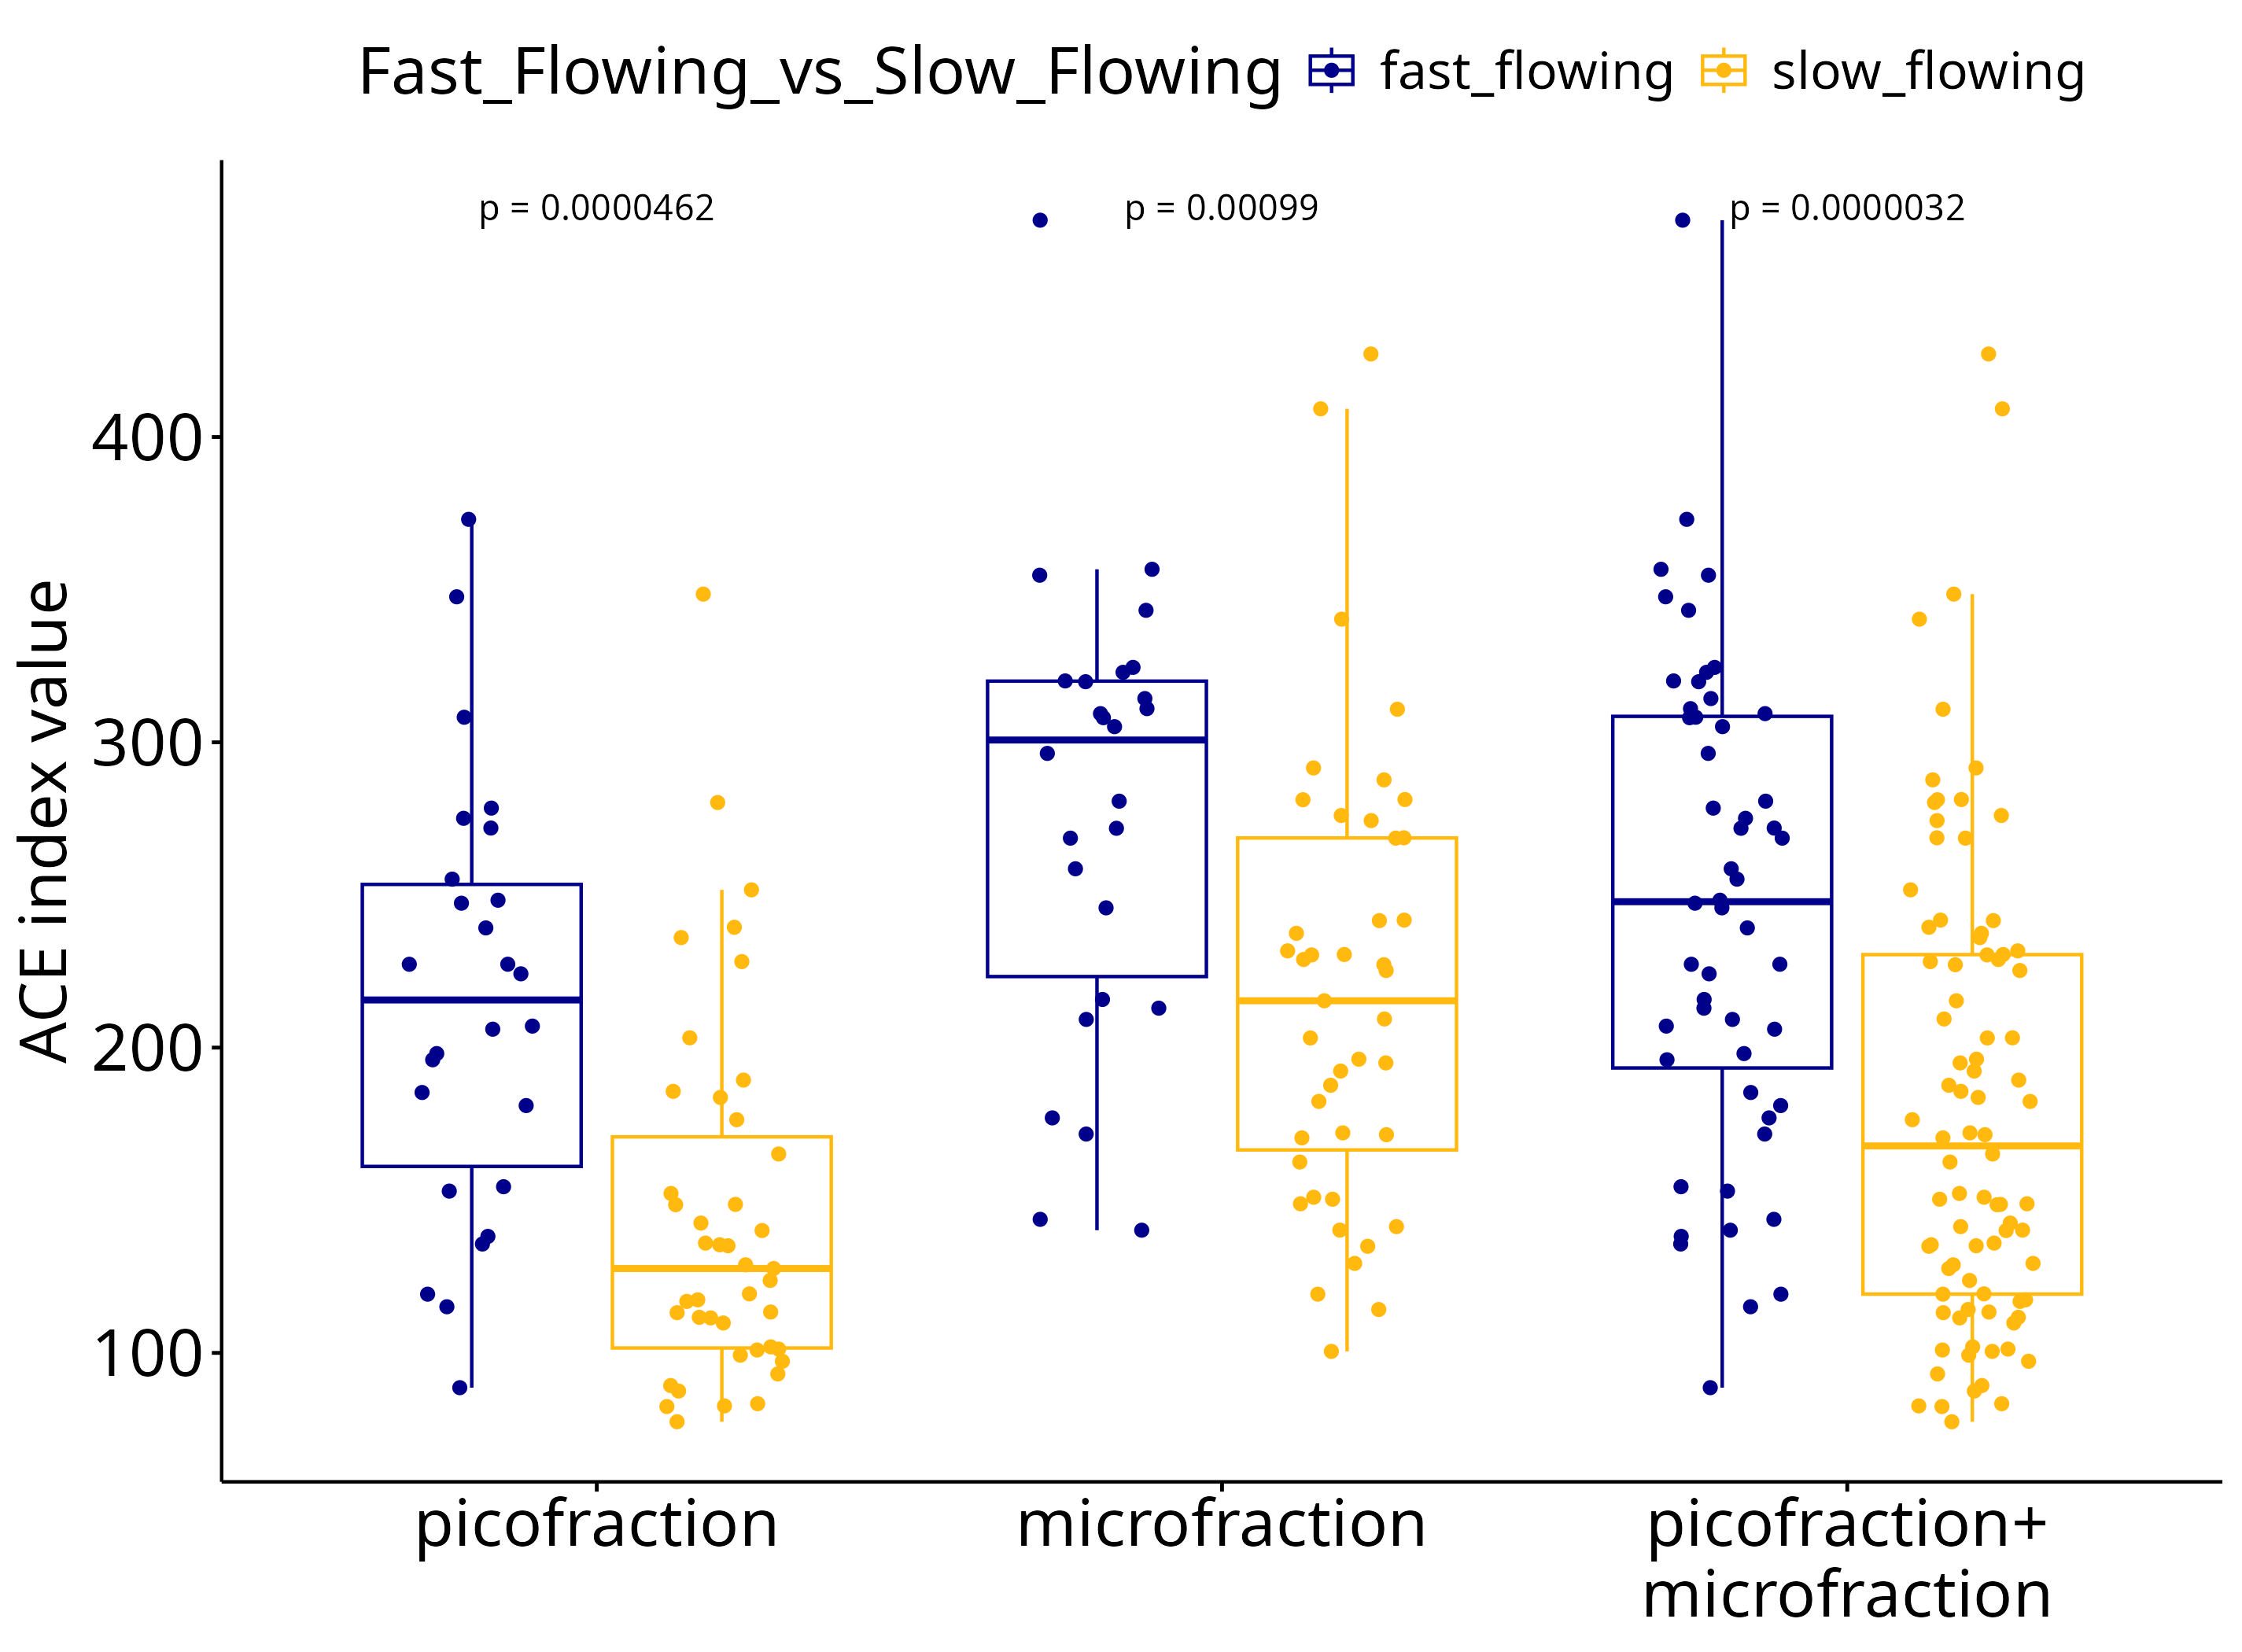 Fast_Flowing_vs_Slow_Flowing fast_flowing slow_flowing
p = 0.0000462 p = 0.00099 p = 0.0000032
400
300
200
100
ACE index value
picofraction microfraction picofraction+
microfraction